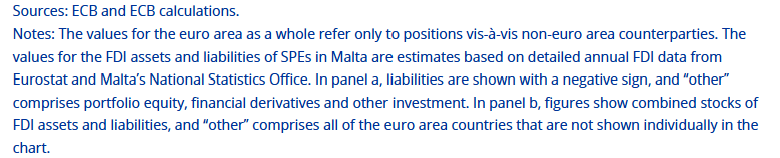 Sources: ECB and ECB calculations.
Notes: The values for the euro area as a whole refer only to positions vis-à-vis non-euro area counterparties. The
values for the FDI assets and liabilities of SPEs in Malta are estimates based on detailed annual FDI data from
Eurostat and Malta’s National Statistics Office. In panel a, liabilities are shown with a negative sign, and “other”
comprises portfolio equity, financial derivatives and other investment. In panel b, figures show combined stocks of
FDI assets and liabilities, and “other” comprises all of the euro area countries that are not shown individually in the
chart.